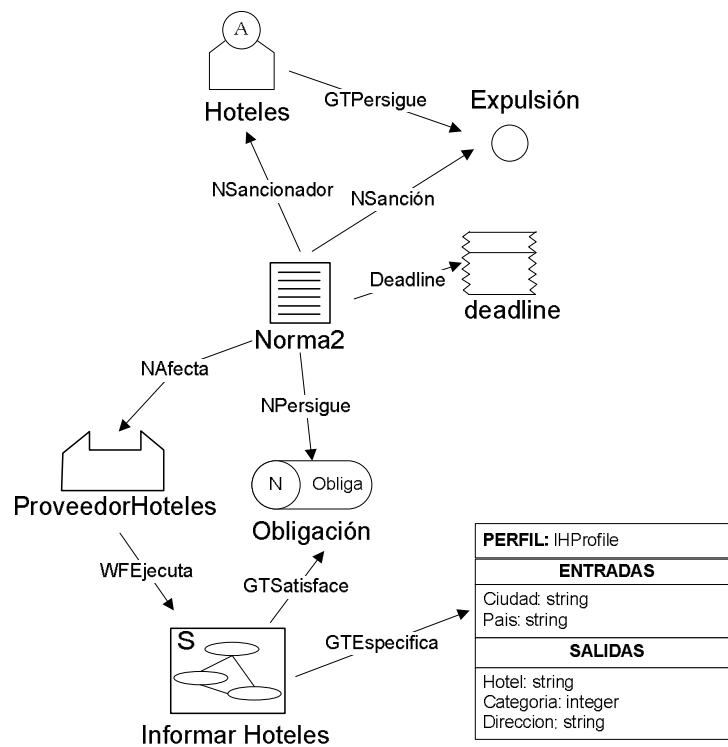 A
Hoteles
GTPersigue
Expulsión
NSancionador
NSanción
Deadline
deadline
Norma2
NAfecta
NPersigue
ProveedorHoteles
N Obliga
Obligación
WFEjecuta
GTSatisface
GTEspecifica
S
Informar Hoteles
PERFIL: IHProfile
ENTRADAS
Ciudad: string
Pais: string
SALIDAS
Hotel: string
Categoria: integer
Direccion: string